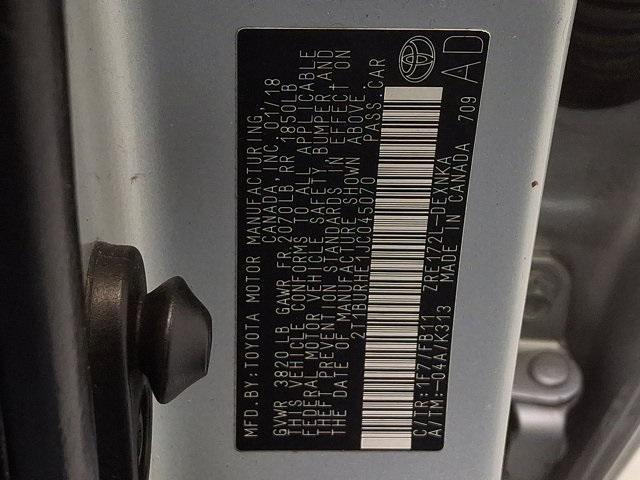 MFD. BY: TOYOTA MOTOR MANUFACTURING,
CANADA, INC. 01/18
GVWR 3820 LB GAWR FR. 2070LB, RR 1850LB
THIS VEHICLE CONFORMS TO ALL APPLICABLE
FEDERAL MOTOR VEHICLE SAFETY, BUMPER, AND
THEFT PREVENTION STANDARDS IN EFFECT ON
THE DATE OF MANUFACTURE SHOWN ABOVE.
2T1BURHE1JC045070 PASS. CAR
C/TR: 1F7/FB11 ZRE172L-DEXNKA
A/TM: -04A/K313 MADE IN CANADA 709
AD